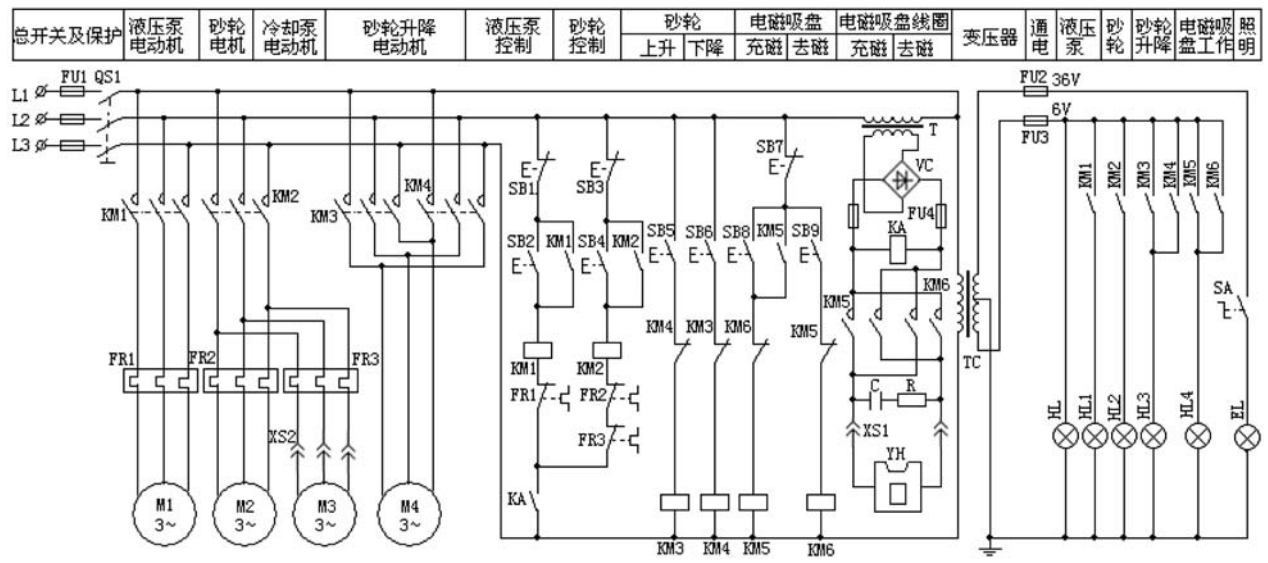 总开关及保护
液压泵
电动机
砂轮
电机
冷却泵
电动机
砂轮升降
电动机
液压泵
控制
砂轮
控制
砂轮
上升 下降
电磁吸盘
充磁 去磁
电磁吸盘线圈
充磁 去磁
变压器
通
电
液压
泵
砂
轮
砂轮
升降
电磁吸
盘工作
照
明
FU1 QS1
L1
L2
L3
FU2 36V
6V
FU3
T
SB7
VC
SB1
SB3
KM1
KM2
KM3
KM4
FU4
KA
KM1
KM2
KM3
KM4
KM5
KM6
SB2
KM1
SB4
KM2
SB5
SB6
SB8
KM5
SB9
KM6
KM5
SA
KM4
KM3
KM6
KM5
TC
FR1
FR2
FR3
KM1
KM2
FR1
FR2
FR3
C
R
XS2
XS1
YH
HL
HL1
HL2
HL3
HL4
EL
M1
3~
M2
3~
M3
3~
M4
3~
KA
KM3
KM4
KM5
KM6